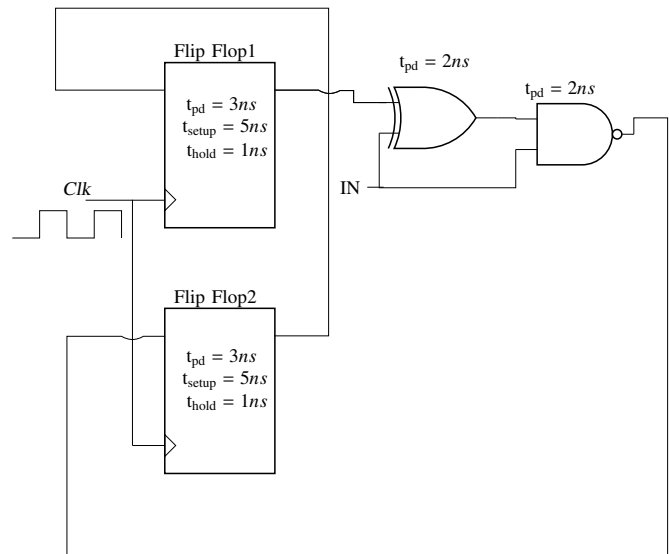 Flip Flop1
t_pd = 3ns
t_setup = 5ns
t_hold = 1ns
t_pd = 2ns
t_pd = 2ns
IN
Clk
Flip Flop2
t_pd = 3ns
t_setup = 5ns
t_hold = 1ns